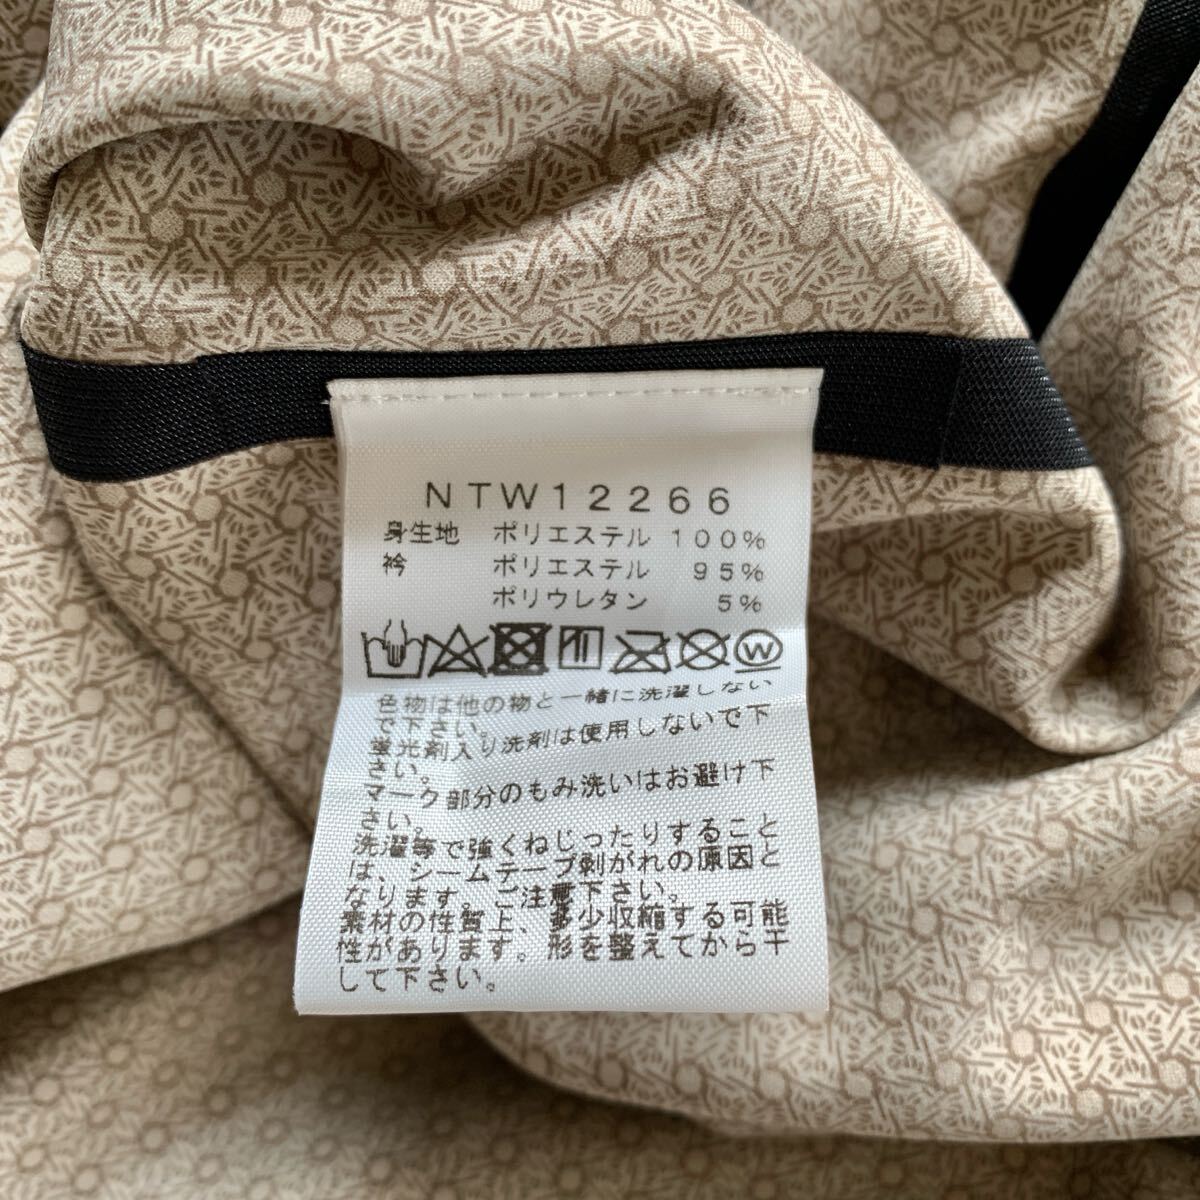 NTW12266
身生地 ポリエステル 100%
衿 ポリエステル 95%
ポリウレタン 5%
W
色物は他の物と一緒に洗濯しない
で下さい。
蛍光剤入り洗剤は使用しないで下
さい。
マーク部分のもみ洗いはお避け下
さい。
洗濯等で強くねじったりすること
は、シームテープ剥がれの原因と
なります。ご注意下さい。
素材の性質上、多少収縮する可能
性があります。形を整えてから干
して下さい。